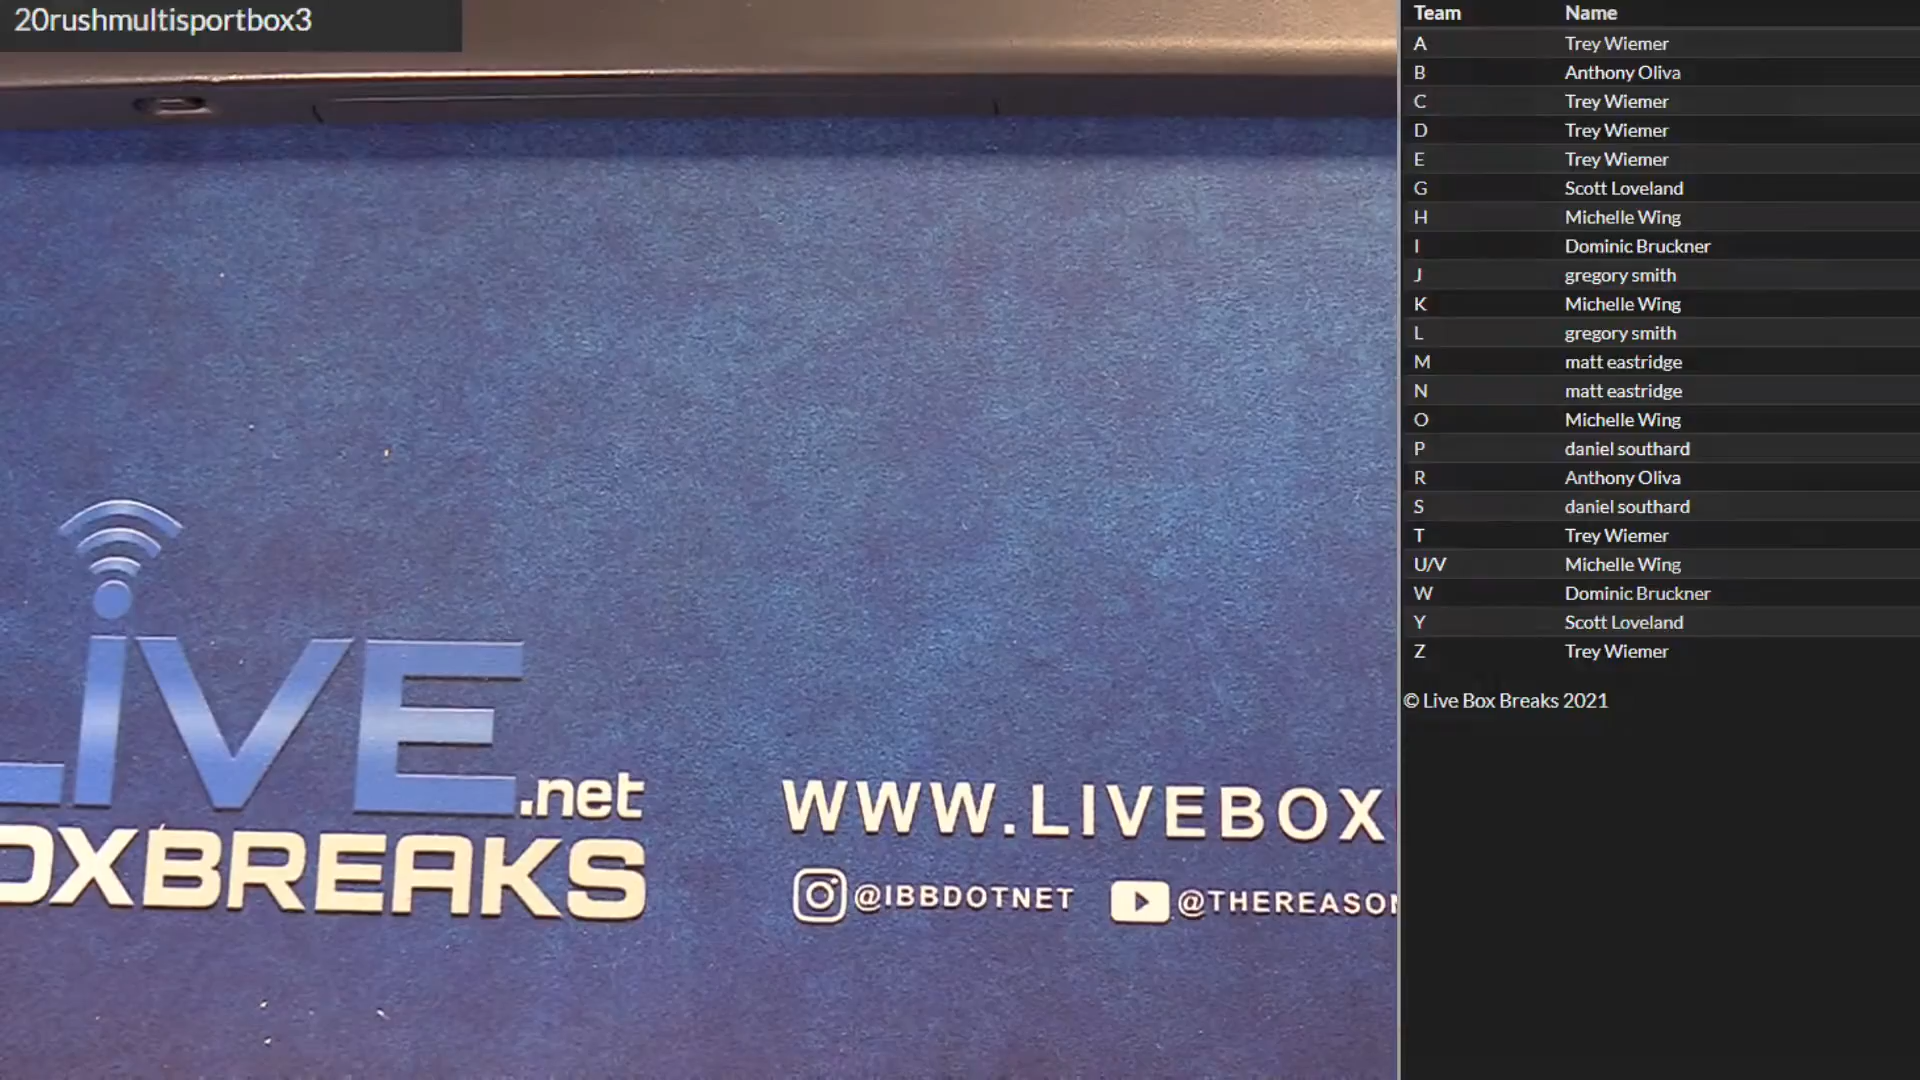 20rushmultisportbox3
LIVE.net
OXBREAKS
WWW.LIVEBOX
@IBBDOTNET @THEREASON
Team Name
A Trey Wiemer
B Anthony Oliva
C Trey Wiemer
D Trey Wiemer
E Trey Wiemer
G Scott Loveland
H Michelle Wing
I Dominic Bruckner
J gregory smith
K Michelle Wing
L gregory smith
M matt eastridge
N matt eastridge
O Michelle Wing
P daniel southard
R Anthony Oliva
S daniel southard
T Trey Wiemer
U/V Michelle Wing
W Dominic Bruckner
Y Scott Loveland
Z Trey Wiemer
© Live Box Breaks 2021